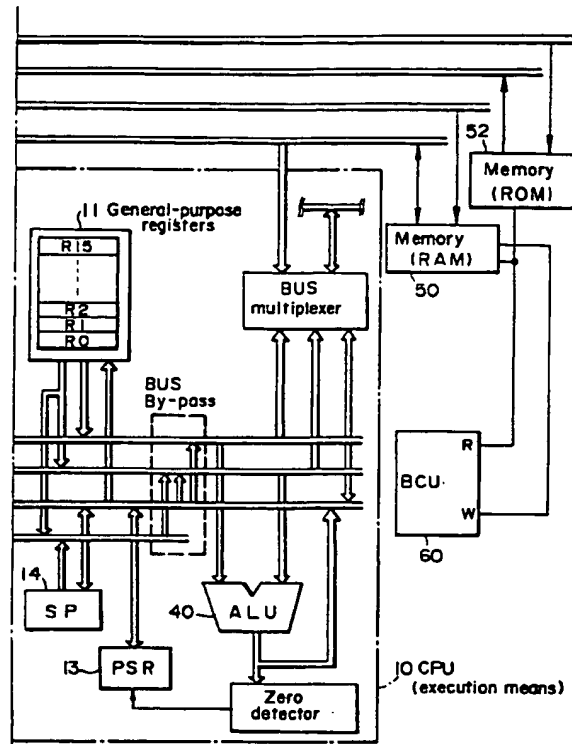 52
Memory
(ROM)
11 General-purpose
registers
R15
R2
R1
R0
BUS
multiplexer
Memory
(RAM)
50
BUS
By-pass
R
BCU
W
60
14
SP
40
ALU
13
PSR
10 CPU
(execution means)
Zero
detector